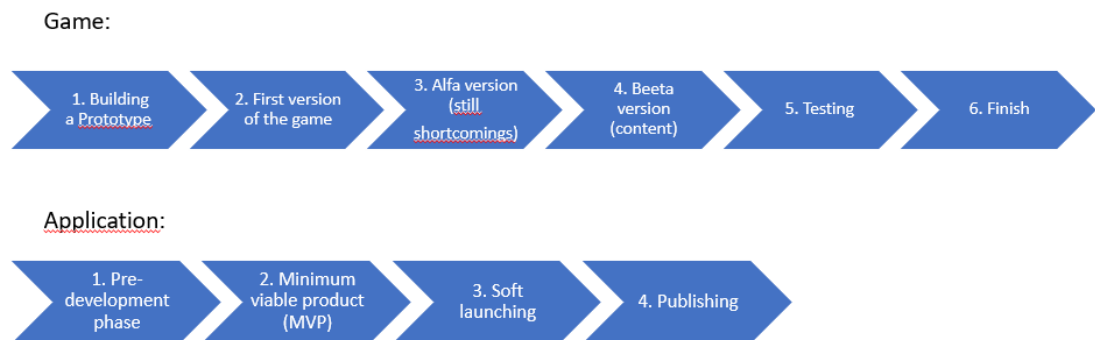 Game:
1. Building
a Prototype
2. First version
of the game
3. Alfa version
(still
shortcomings)
4. Beeta
version
(content)
5. Testing
6. Finish
Application:
1. Pre-
development
phase
2. Minimum
viable product
(MVP)
3. Soft
launching
4. Publishing